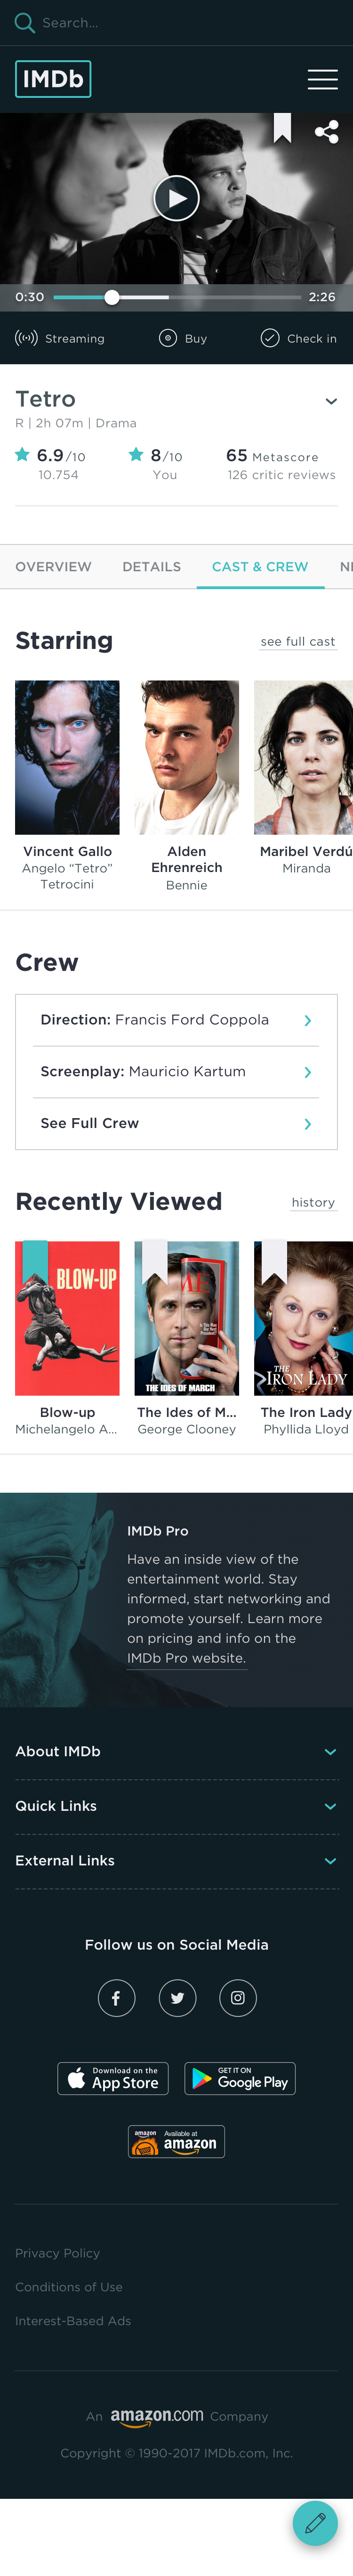 Search...
IMDb
0:30 2:26
Streaming Buy Check in
Tetro
R | 2h 07m | Drama
6.9/10 8/10 65 Metascore
10.754 You 126 critic reviews
OVERVIEW DETAILS CAST & CREW
Starring see full cast
Vincent Gallo
Angelo “Tetro”
Tetrocini
Alden
Ehrenreich
Bennie
Maribel Verdú
Miranda
Crew
Direction: Francis Ford Coppola
Screenplay: Mauricio Kartum
See Full Crew
Recently Viewed history
BLOW-UP
THE IDES OF MARCH
THE
IRON LADY
Blow-up
Michelangelo A...
The Ides of M...
George Clooney
The Iron Lady
Phyllida Lloyd
IMDb Pro
Have an inside view of the
entertainment world. Stay
informed, start networking and
promote yourself. Learn more
on pricing and info on the
IMDb Pro website.
About IMDb
Quick Links
External Links
Follow us on Social Media
Download on the
App Store
GET IT ON
Google Play
amazon
Available at
amazon
Privacy Policy
Conditions of Use
Interest-Based Ads
An amazon.com Company
Copyright © 1990-2017 IMDb.com, Inc.